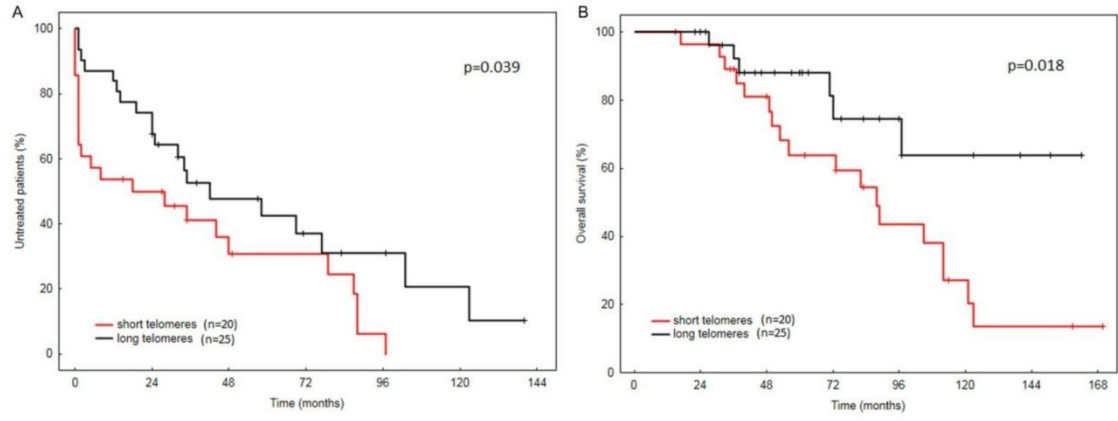 A
Untreated patients (%)
100
80
60
40
20
0
p=0.039
short telomeres (n=20)
long telomeres (n=25)
0 24 48 72 96 120 144
Time (months)
B
Overall survival (%)
100
80
60
40
20
0
p=0.018
short telomeres (n=20)
long telomeres (n=25)
0 24 48 72 96 120 144 168
Time (months)